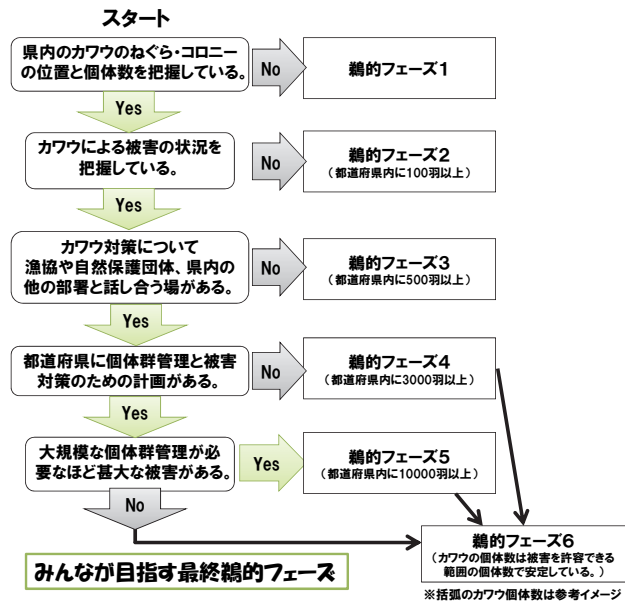 スタート
県内のカワウのねぐら・コロニー
の位置と個体数を把握している。
No
鵜的フェーズ1
Yes
カワウによる被害の状況を
把握している。
No
鵜的フェーズ2
(都道府県内に100羽以上)
Yes
カワウ対策について
漁協や自然保護団体、県内の
他の部署と話し合う場がある。
No
鵜的フェーズ3
(都道府県内に500羽以上)
Yes
都道府県に個体群管理と被害
対策のための計画がある。
No
鵜的フェーズ4
(都道府県内に3000羽以上)
Yes
大規模な個体群管理が必
要なほど甚大な被害がある。
Yes
鵜的フェーズ5
(都道府県内に10000羽以上)
No
鵜的フェーズ6
(カワウの個体数は被害を許容できる
範囲の個体数で安定している。)
みんなが目指す最終鵜的フェーズ
※括弧のカワウ個体数は参考イメージ